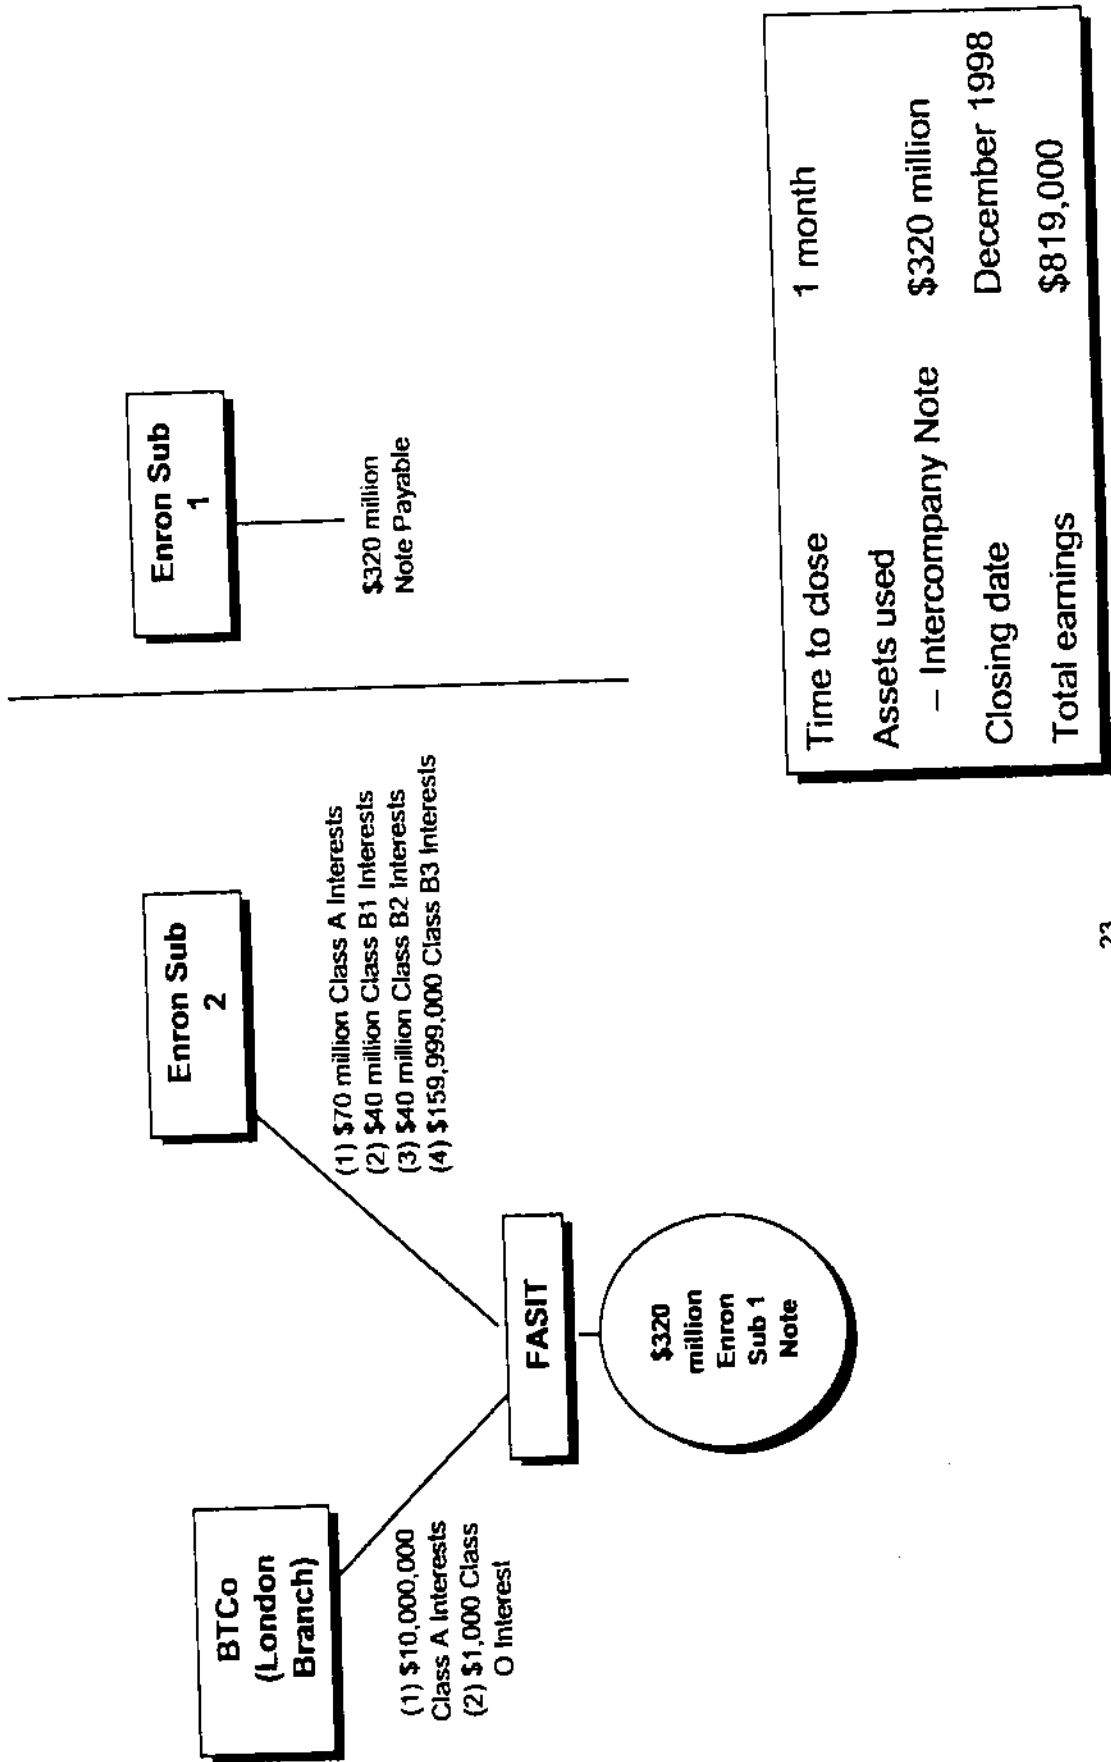 BTCo
(London
Branch)
(1) $10,000,000
Class A Interests
(2) $1,000 Class
O Interest
Enron Sub
2
(1) $70 million Class A Interests
(2) $40 million Class B1 Interests
(3) $40 million Class B2 Interests
(4) $159,999,000 Class B3 Interests
FASIT
$320
million
Enron
Sub 1
Note
Enron Sub
1
$320 million
Note Payable
Time to close 1 month
Assets used
– Intercompany Note $320 million
Closing date December 1998
Total earnings $819,000
23